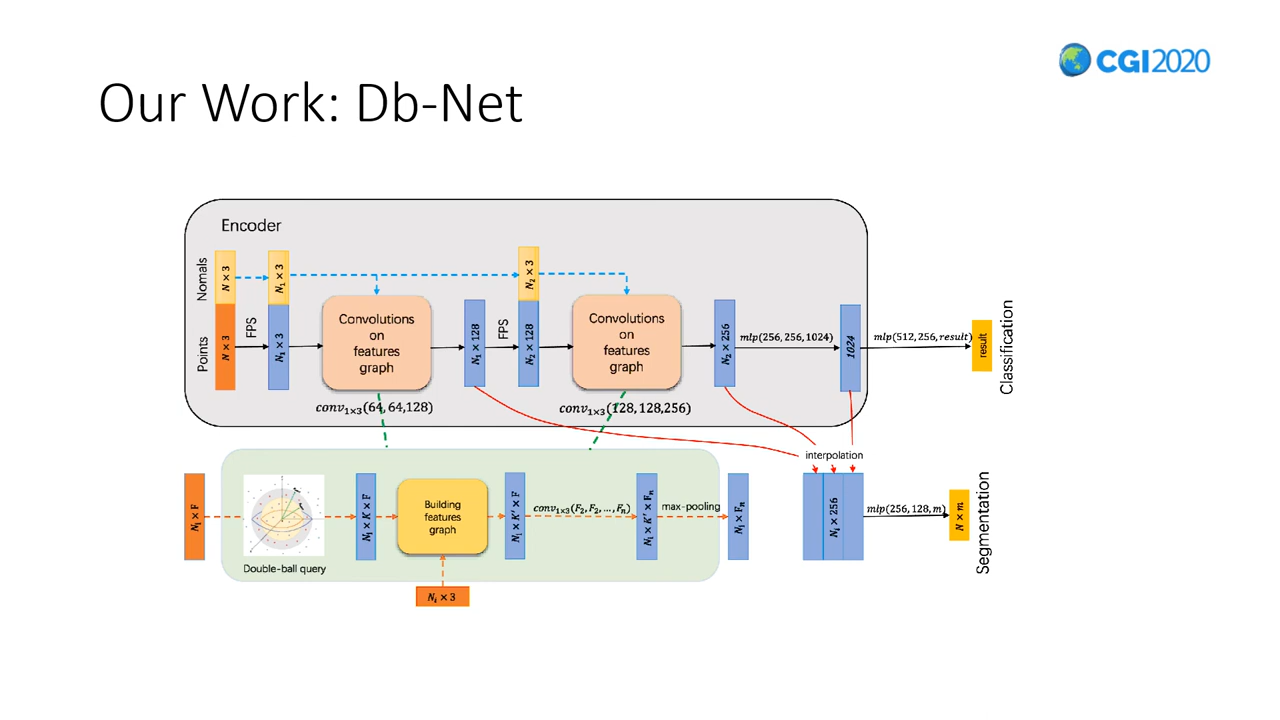 CGI2020
Our Work: Db-Net
Encoder
Nomals
Points
N × 3
N × 3
FPS
N₁ × 3
N₁ × 3
Convolutions
on
features
graph
conv₁ₓ₃(64, 64,128)
N₁ × 128
FPS
N₂ × 3
N₂ × 128
Convolutions
on
features
graph
conv₁ₓ₃(128, 128,256)
N₂ × 256
mlp(256, 256, 1024)
1024
mlp(512, 256, result)
result
Classification
interpolation
Nᵢ × F
Double-ball query
Nᵢ × K × F
Building
features
graph
Nᵢ × 3
Nᵢ × K' × F
conv₁ₓ₃(F₂, F₂, …, Fₙ)
Nᵢ × K' × Fₙ
max-pooling
Nᵢ × Fₙ
Nᵢ × 256
mlp(256, 128, m)
N × m
Segmentation